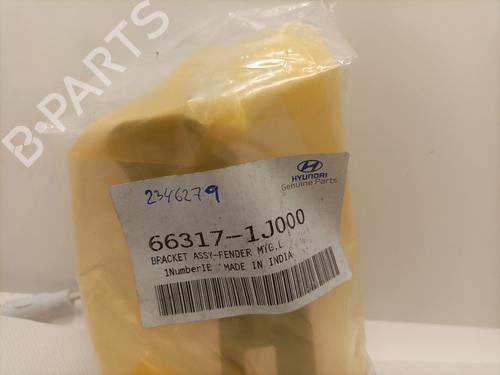 B-PARTS
HYUNDAI
Genuine Parts
2346279
66317-1J000
BRACKET ASSY-FENDER MTG,L
1NumberIE MADE IN INDIA